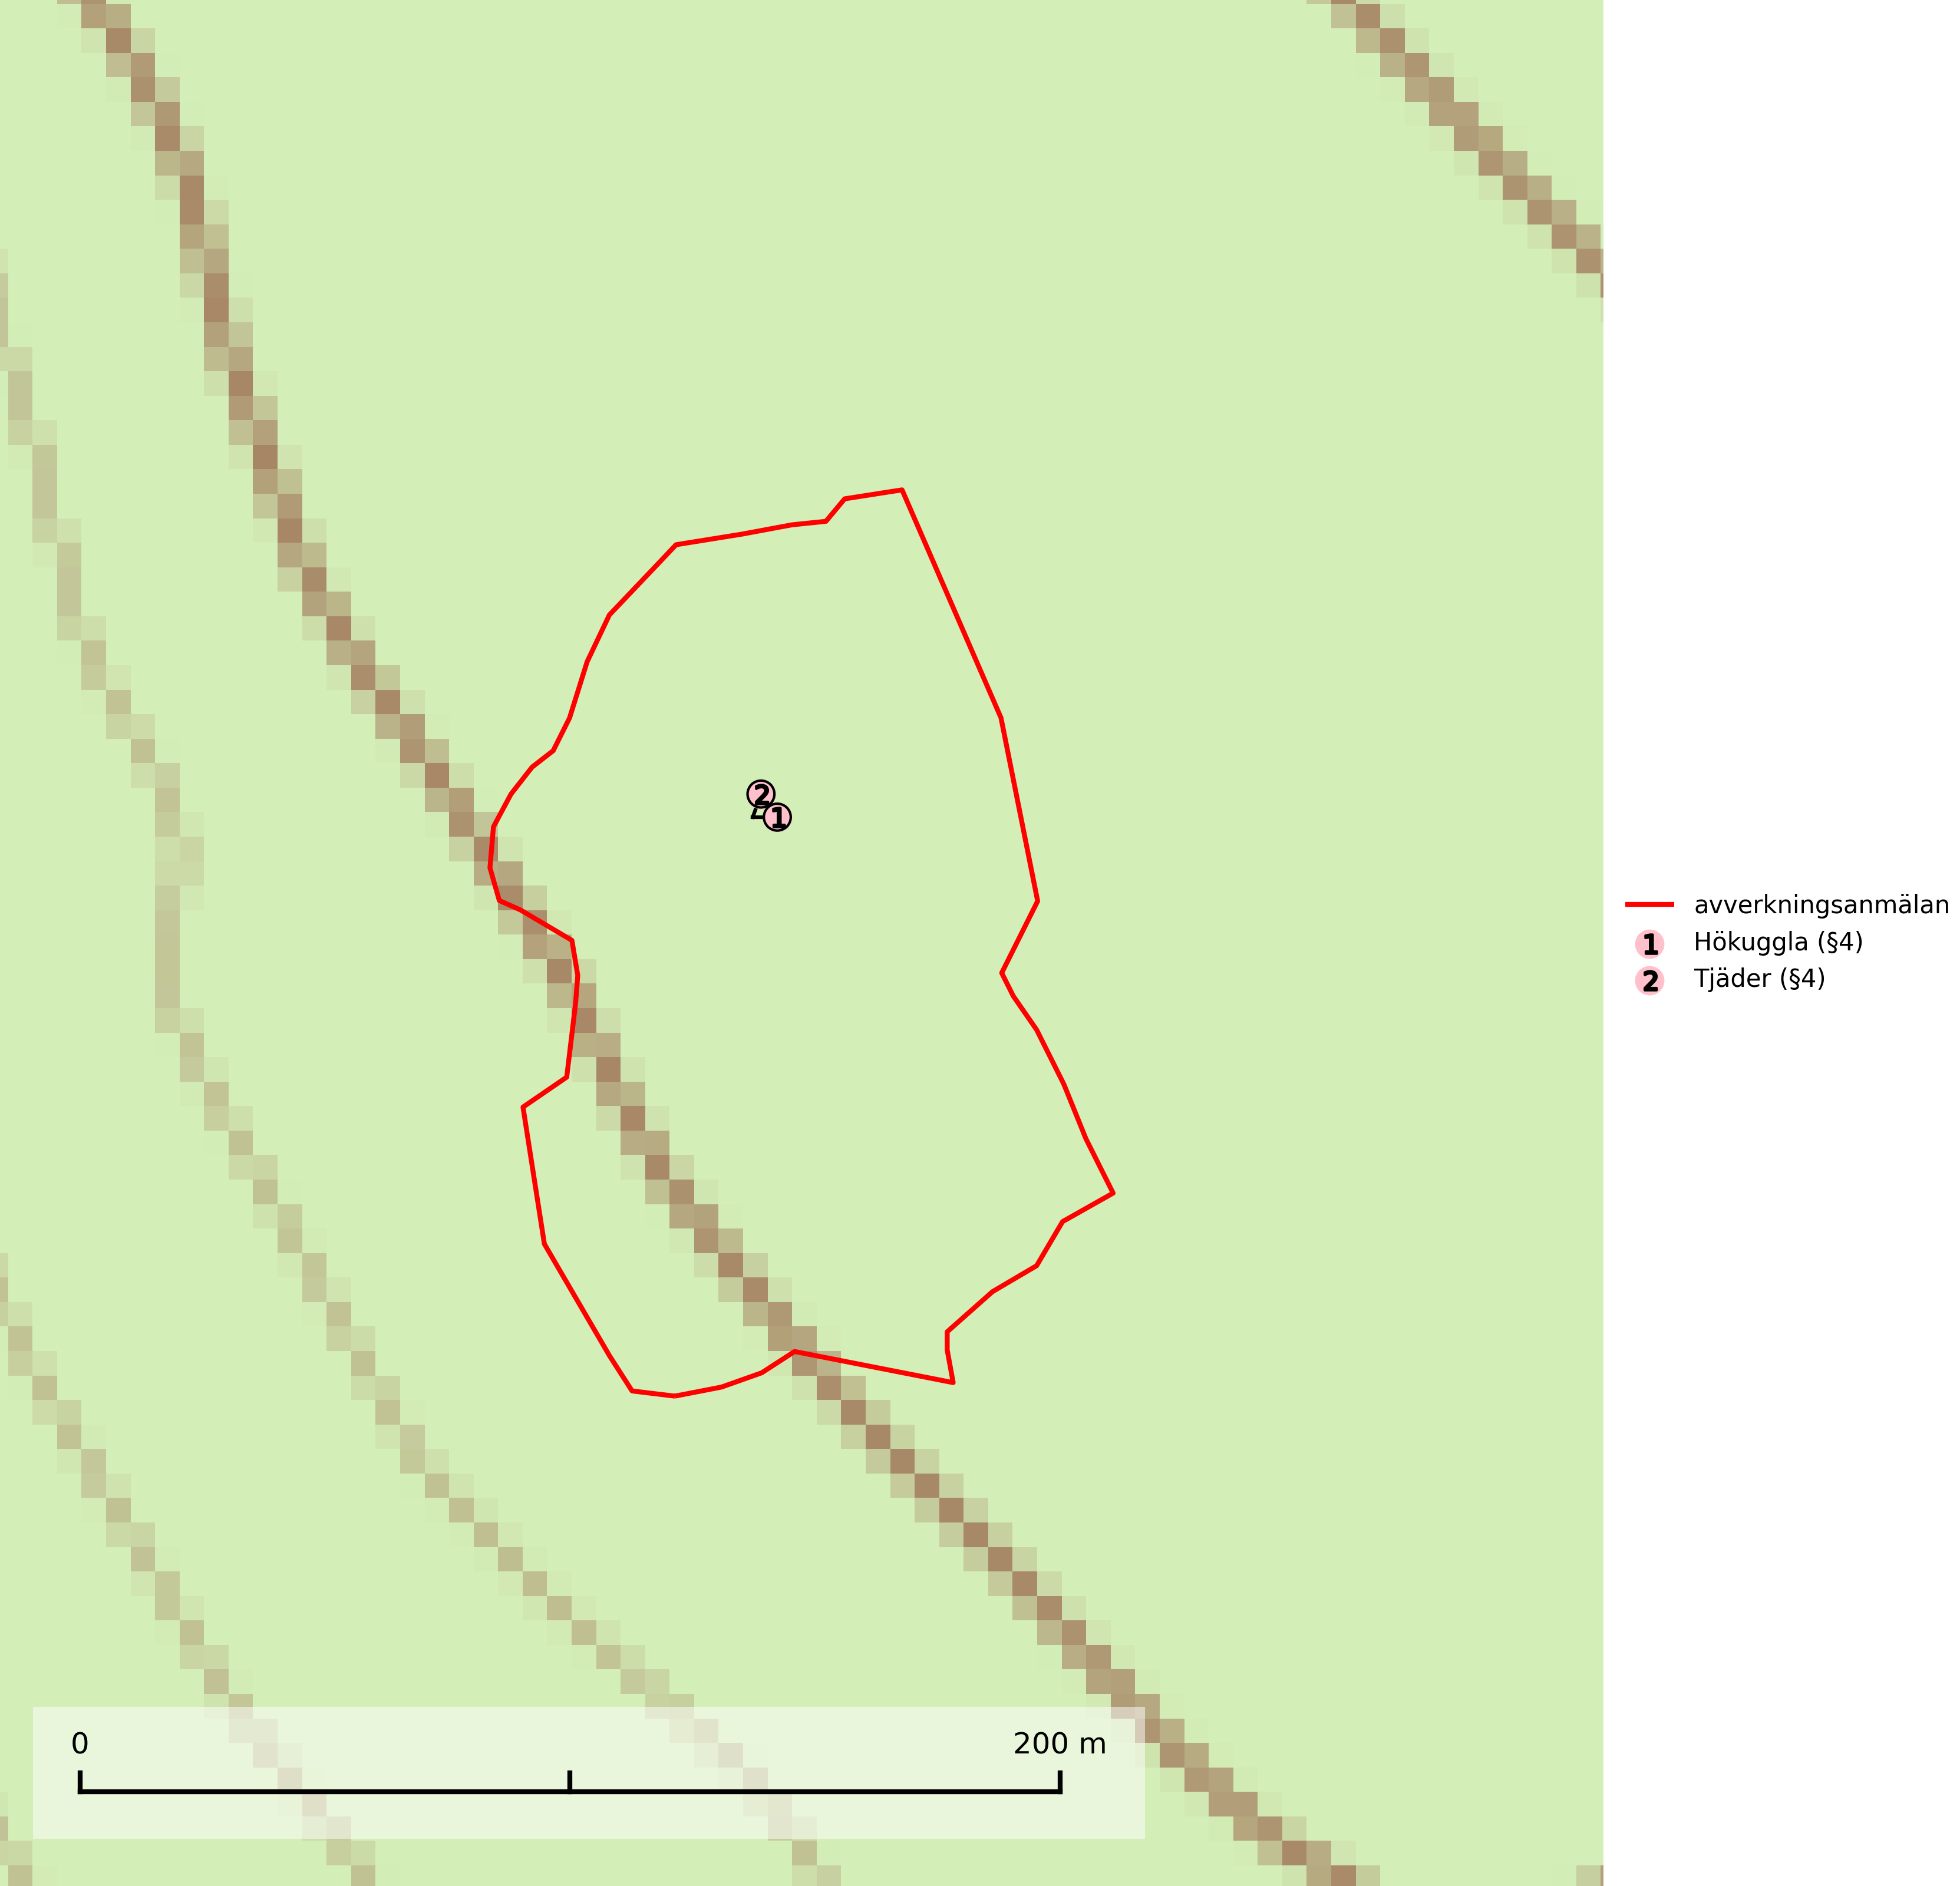 2
1
avverkningsanmälan
1 Hökuggla (§4)
2 Tjäder (§4)
0 200 m